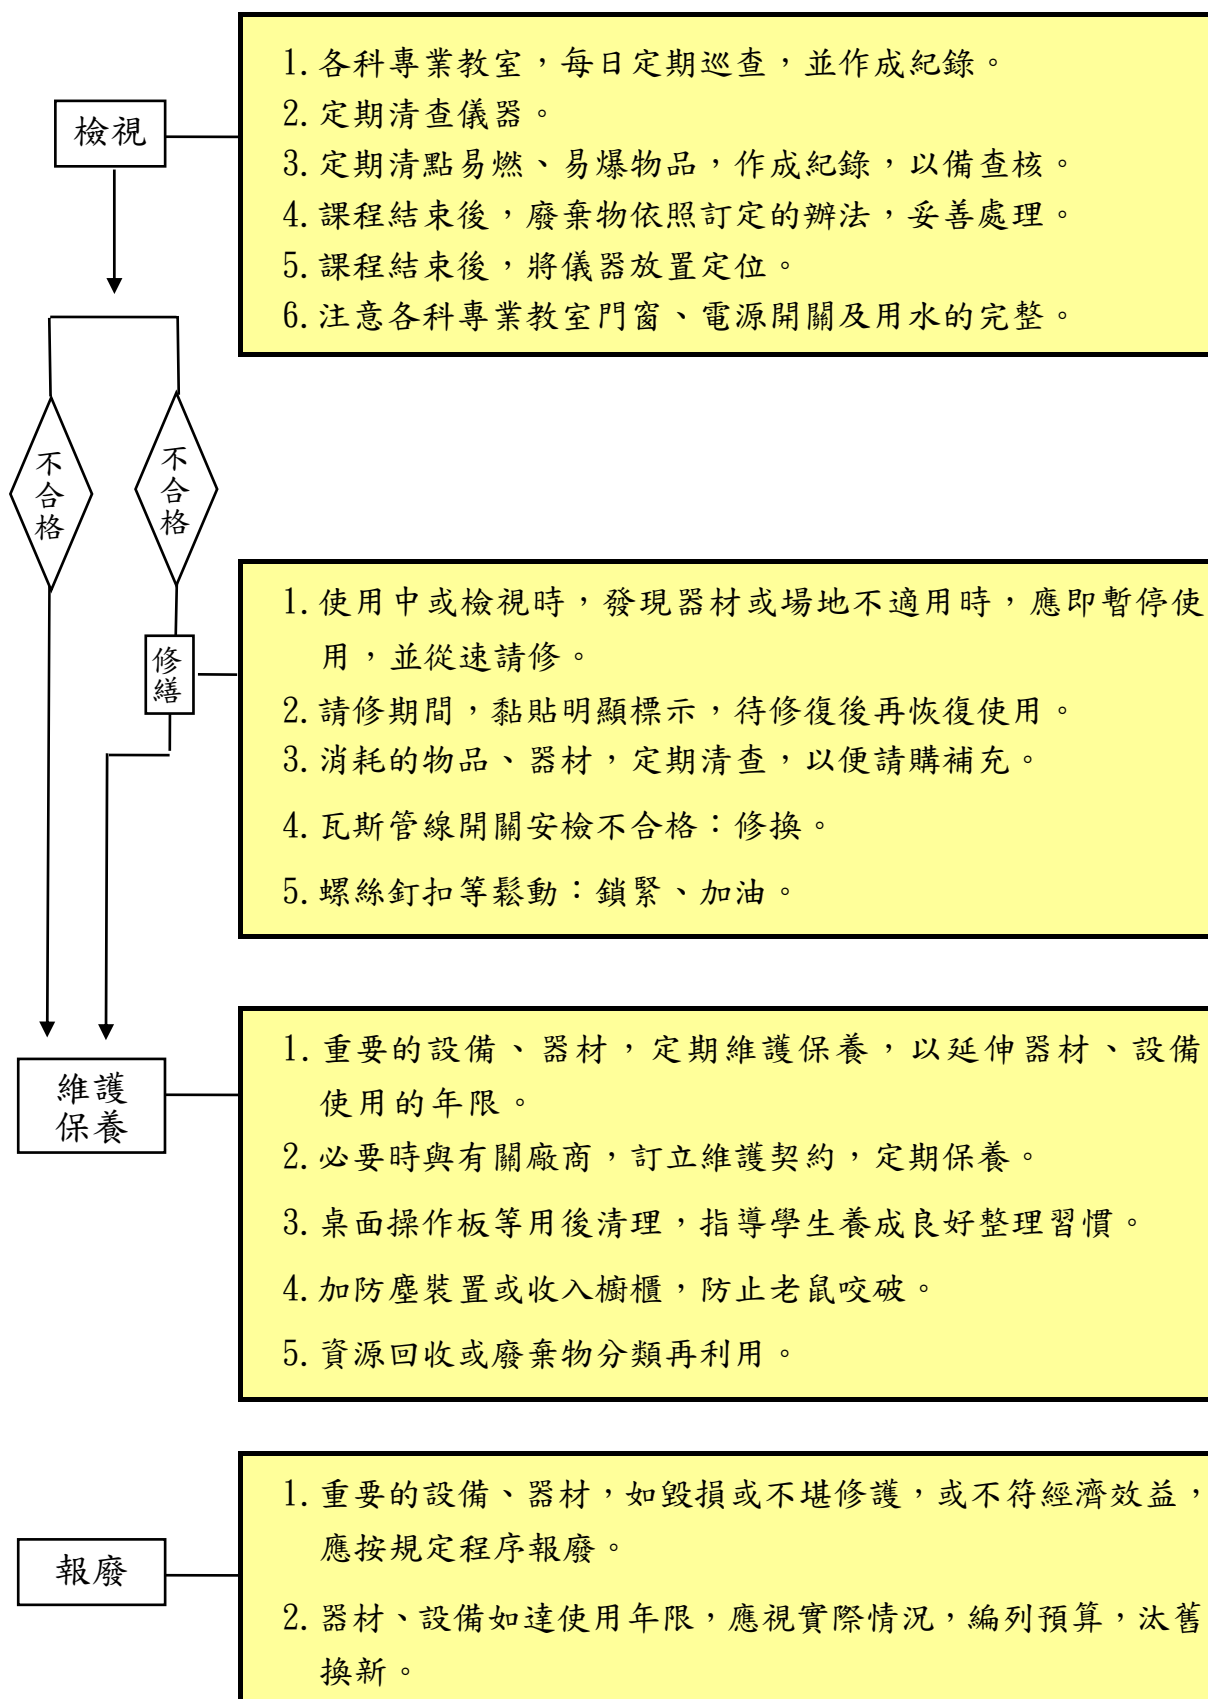 檢視
1.各科專業教室，每日定期巡查，並作成紀錄。
2.定期清查儀器。
3.定期清點易燃、易爆物品，作成紀錄，以備查核。
4.課程結束後，廢棄物依照訂定的辦法，妥善處理。
5.課程結束後，將儀器放置定位。
6.注意各科專業教室門窗、電源開關及用水的完整。
不
合
格
不
合
格
修
繕
1.使用中或檢視時，發現器材或場地不適用時，應即暫停使
用，並從速請修。
2.請修期間，黏貼明顯標示，待修復後再恢復使用。
3.消耗的物品、器材，定期清查，以便請購補充。
4.瓦斯管線開關安檢不合格：修換。
5.螺絲釘扣等鬆動：鎖緊、加油。
維護
保養
1.重要的設備、器材，定期維護保養，以延伸器材、設備
使用的年限。
2.必要時與有關廠商，訂立維護契約，定期保養。
3.桌面操作板等用後清理，指導學生養成良好整理習慣。
4.加防塵裝置或收入櫥櫃，防止老鼠咬破。
5.資源回收或廢棄物分類再利用。
報廢
1.重要的設備、器材，如毀損或不堪修護，或不符經濟效益，
應按規定程序報廢。
2.器材、設備如達使用年限，應視實際情況，編列預算，汰舊
換新。